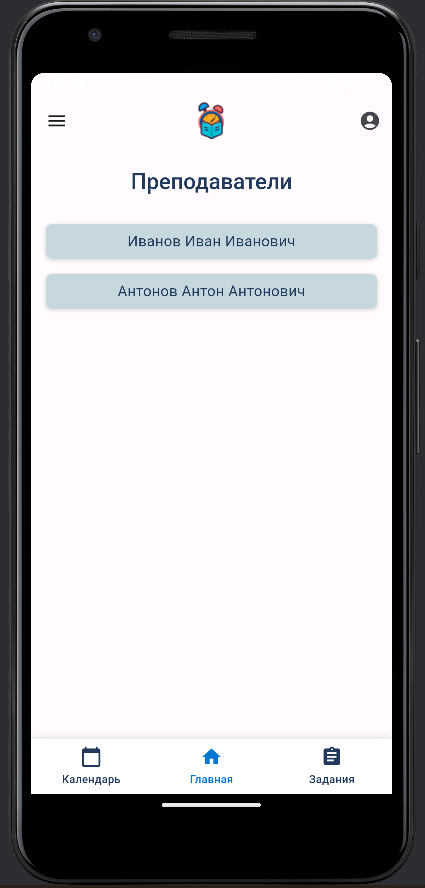 Преподаватели
Иванов Иван Иванович
Антонов Антон Антонович
Календарь
Главная
Задания